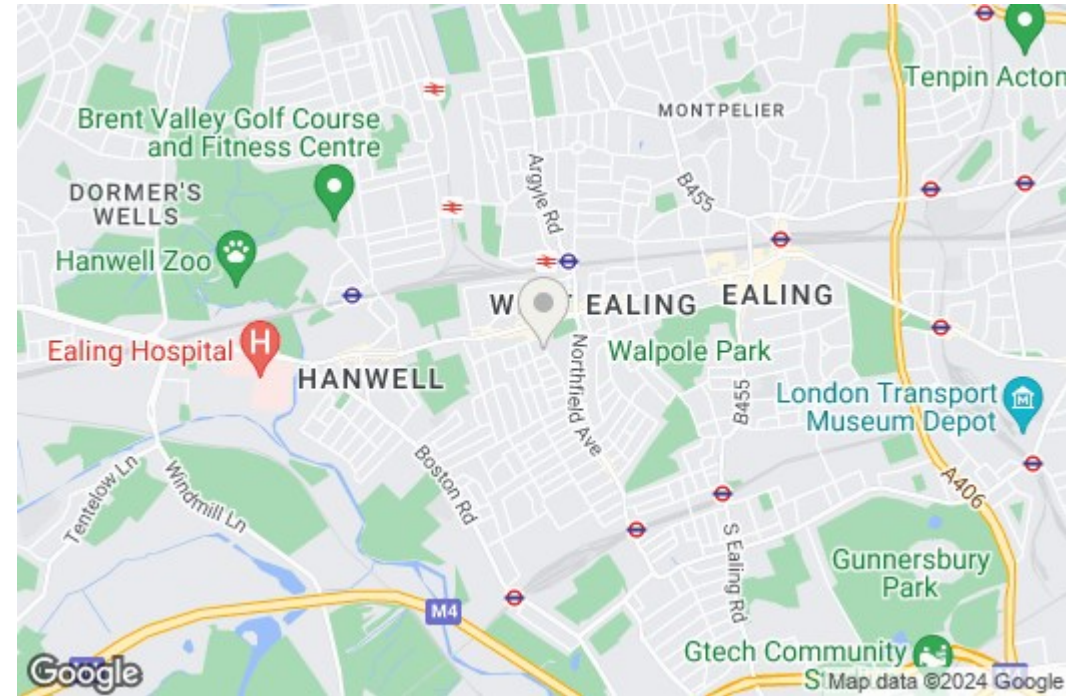 Tenpin Acton
MONTPELIER
Brent Valley Golf Course
and Fitness Centre
Argyle Rd
B455
DORMER'S
WELLS
Hanwell Zoo
EALING
EALING
Walpole Park
Northfield Ave
Ealing Hospital
H
HANWELL
B455
London Transport
Museum Depot
Boston Rd
A406
Tentelow Ln
Windmill Ln
S Ealing Rd
Gunnersbury
Park
M4
Gtech Community
Google
Map data ©2024 Google